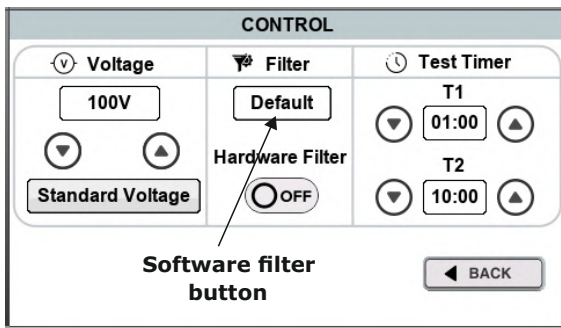 CONTROL
V Voltage
100V
Standard Voltage
Filter
Default
Hardware Filter
OFF
Test Timer
T1
01:00
T2
10:00
Software filter
button
BACK